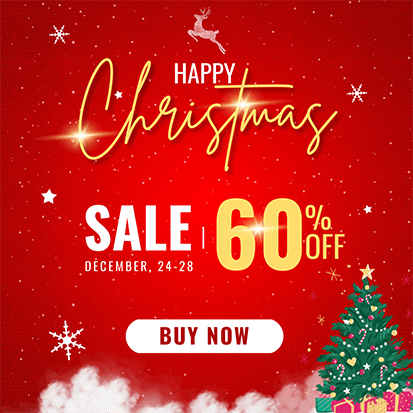 HAPPY
Christmas
SALE | 60% OFF
DECEMBER, 24-28
BUY NOW